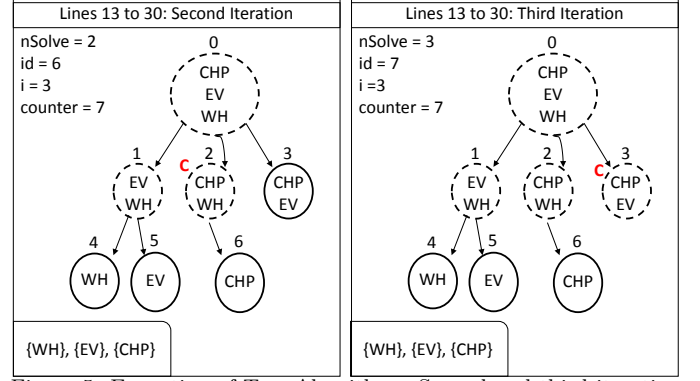 Lines 13 to 30: Second Iteration
nSolve = 2
id = 6
i = 3
counter = 7
0
CHP
EV
WH
1
C
2
3
EV
WH
CHP
WH
CHP
EV
4
5
6
WH
EV
CHP
{WH}, {EV}, {CHP}
Lines 13 to 30: Third Iteration
nSolve = 3
id = 7
i =3
counter = 7
0
CHP
EV
WH
1
2
C
3
EV
WH
CHP
WH
CHP
EV
4
5
6
WH
EV
CHP
{WH}, {EV}, {CHP}